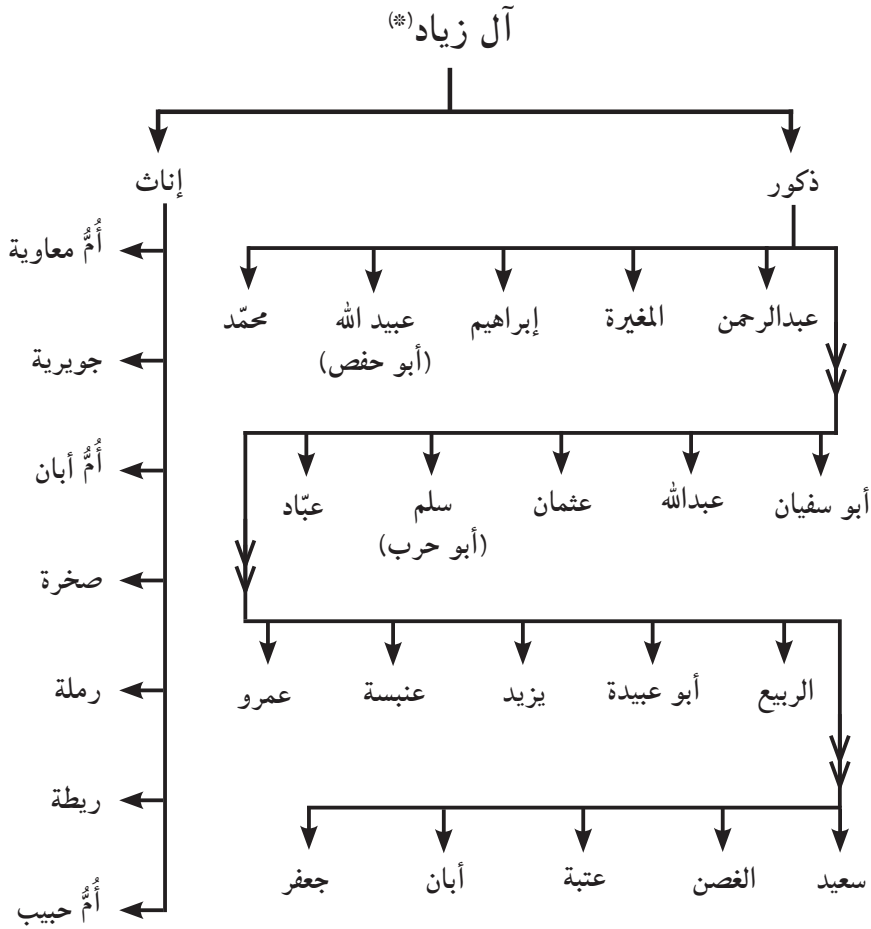 آل زياد(*)
ذكور
إناث
عبدالرحمن
المغيرة
إبراهيم
عبيد الله
(أبو حفص)
محمّد
أبو سفيان
عبدالله
عثمان
سلم
(أبو حرب)
عبّاد
الربيع
أبو عبيدة
يزيد
عنبسة
عمرو
سعيد
الغصن
عتبة
أبان
جعفر
أُمُّ معاوية
جويرية
أُمُّ أبان
صخرة
رملة
ريطة
أُمُّ حبيب